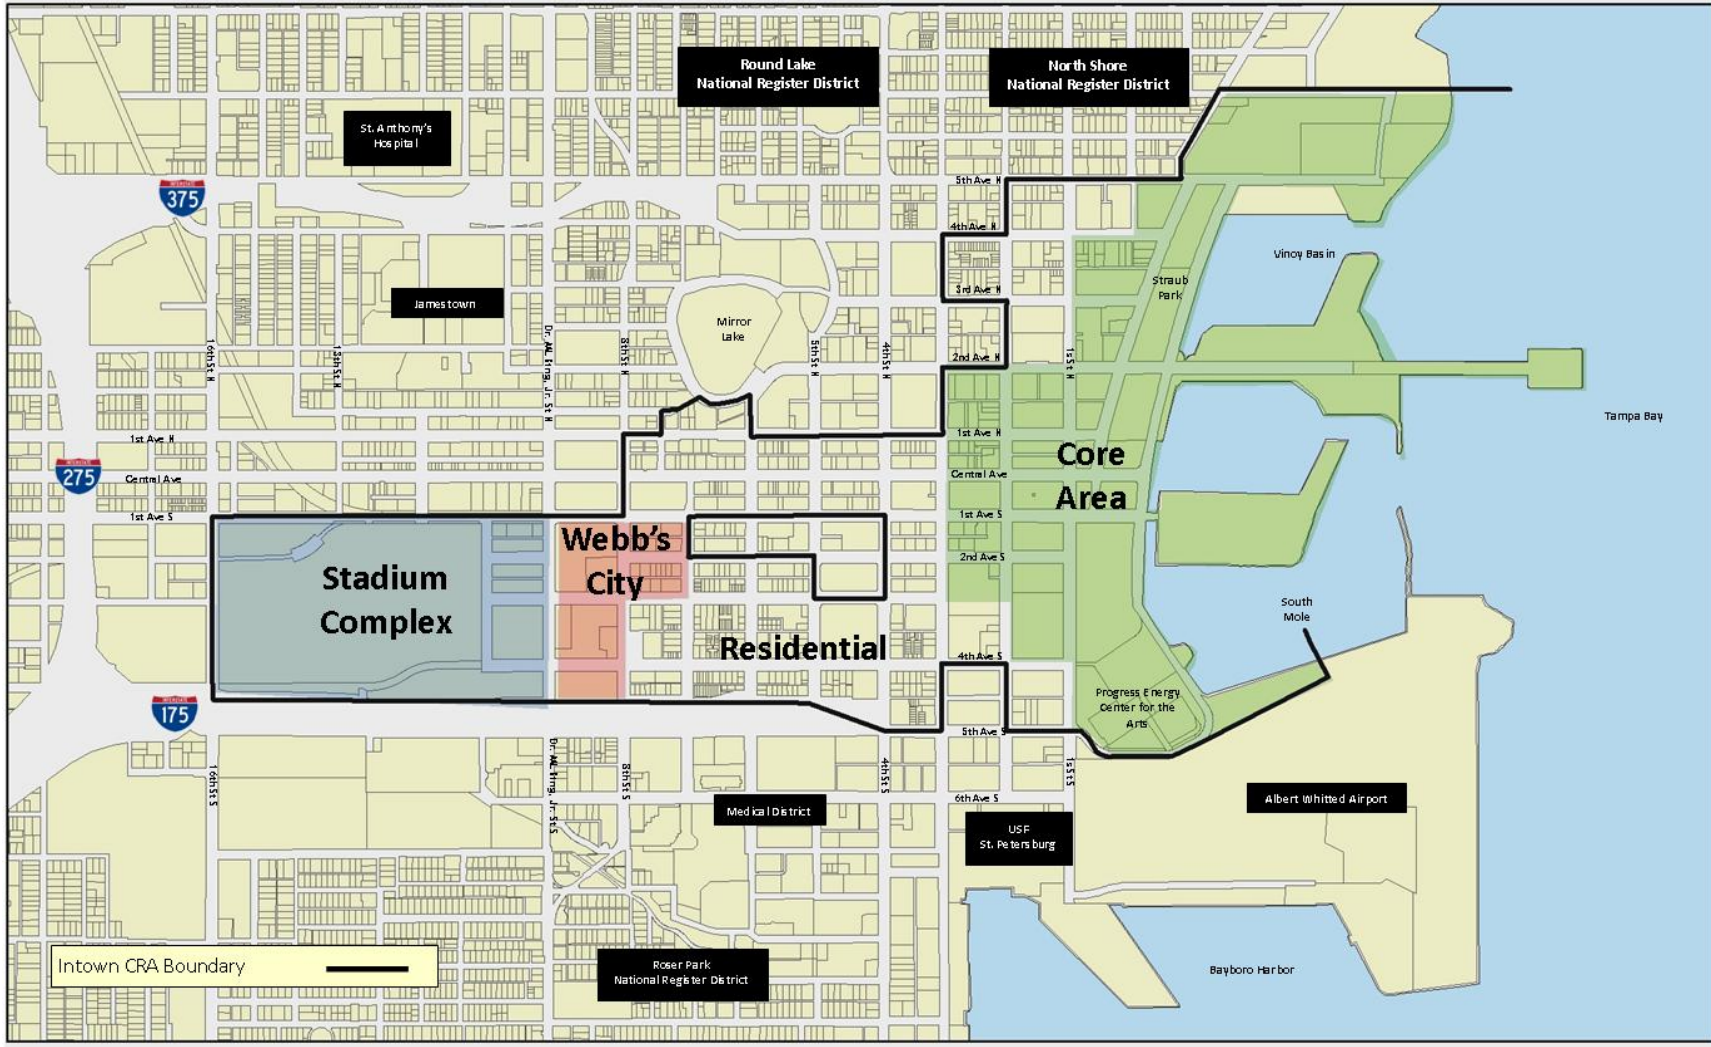 Round Lake
National Register District
North Shore
National Register District
St. Anthony's
Hospital
INTERSTATE
375
5th Ave N
4th Ave N
Vinoy Basin
Straub
Park
3rd Ave N
Jamestown
Mirror
Lake
16th St N
13th St N
Dr. ML King, Jr. St N
8th St N
5th St N
4th St N
2nd Ave N
1st St N
Tampa Bay
1st Ave N
1st Ave N
Core
Area
INTERSTATE
275
Central Ave
Central Ave
1st Ave S
1st Ave S
Webb's
City
2nd Ave S
Stadium
Complex
South
Mole
Residential
4th Ave S
INTERSTATE
175
Progress Energy
Center for the
Arts
5th Ave S
16th St S
Dr. ML King, Jr. St S
8th St S
4th St S
1st St S
6th Ave S
Medical District
Albert Whitted Airport
USF
St. Petersburg
Intown CRA Boundary
Roser Park
National Register District
Bayboro Harbor